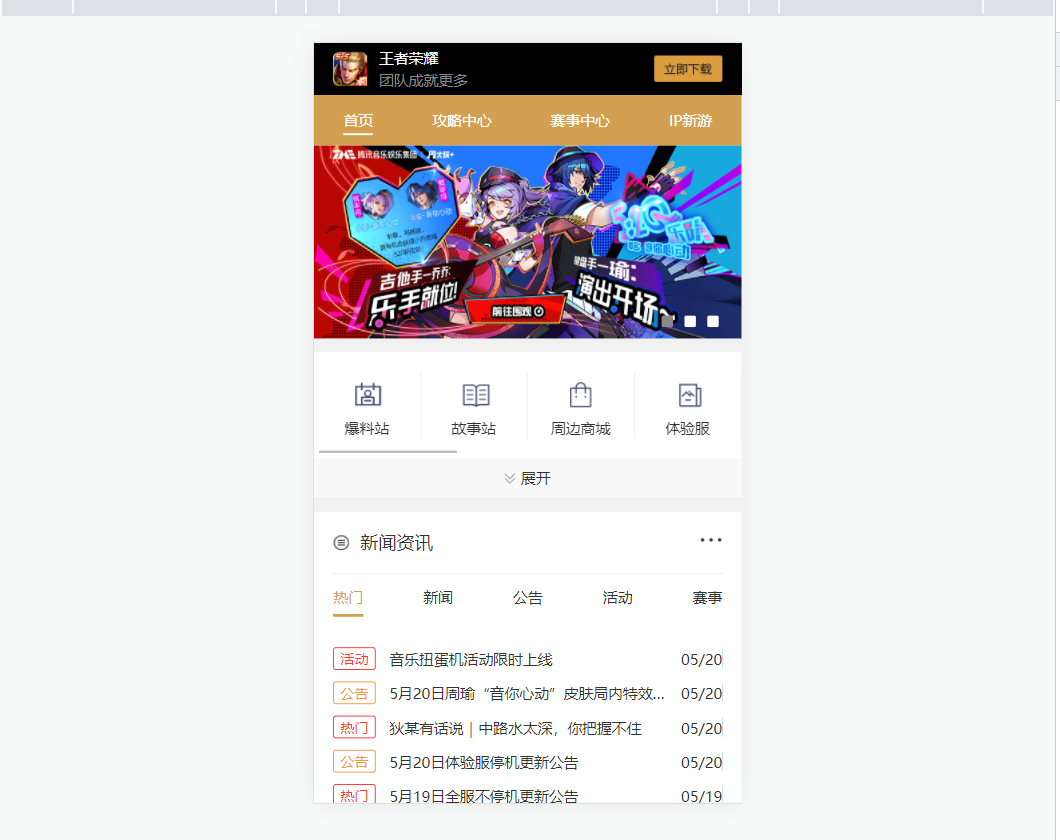 王者荣耀
团队成就更多
立即下载
首页 攻略中心 赛事中心 IP新游
TME 腾讯音乐娱乐集团
吉他手一乔乔:
乐手就位!
键盘手一瑜:
演出开场~
前往围观
爆料站 故事站 周边商城 体验服
展开
新闻资讯
热门 新闻 公告 活动 赛事
活动 音乐扭蛋机活动限时上线 05/20
公告 5月20日周瑜“音你心动”皮肤局内特效... 05/20
热门 狄某有话说｜中路水太深，你把握不住 05/20
公告 5月20日体验服停机更新公告 05/20
热门 5月19日全服不停机更新公告 05/19